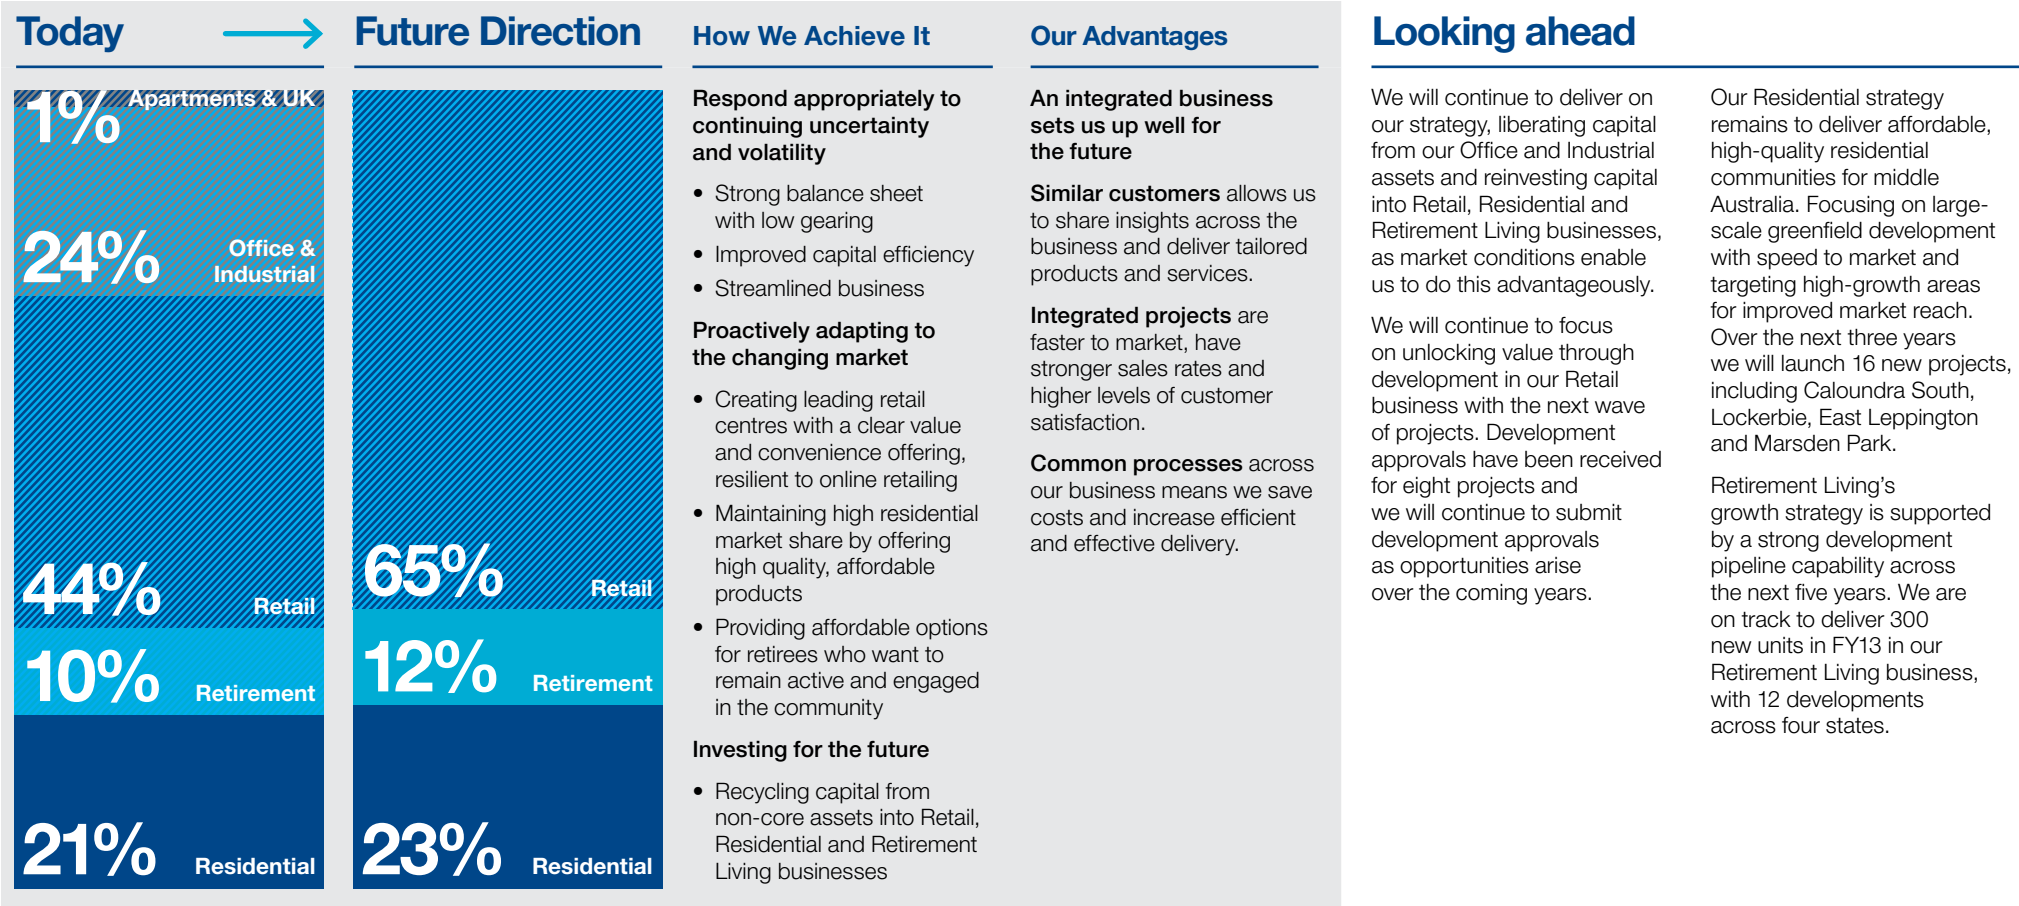 Today
1%
Apartments & UK
24%
Office &
Industrial
44%
Retail
10%
Retirement
21%
Residential
Future Direction
65%
Retail
12%
Retirement
23%
Residential
How We Achieve It
Respond appropriately to
continuing uncertainty
and volatility
• Strong balance sheet
with low gearing
• Improved capital efficiency
• Streamlined business
Proactively adapting to
the changing market
• Creating leading retail
centres with a clear value
and convenience offering,
resilient to online retailing
• Maintaining high residential
market share by offering
high quality, affordable
products
• Providing affordable options
for retirees who want to
remain active and engaged
in the community
Investing for the future
• Recycling capital from
non-core assets into Retail,
Residential and Retirement
Living businesses
Our Advantages
An integrated business
sets us up well for
the future
Similar customers allows us
to share insights across the
business and deliver tailored
products and services.
Integrated projects are
faster to market, have
stronger sales rates and
higher levels of customer
satisfaction.
Common processes across
our business means we save
costs and increase efficient
and effective delivery.
Looking ahead
We will continue to deliver on
our strategy, liberating capital
from our Office and Industrial
assets and reinvesting capital
into Retail, Residential and
Retirement Living businesses,
as market conditions enable
us to do this advantageously.
We will continue to focus
on unlocking value through
development in our Retail
business with the next wave
of projects. Development
approvals have been received
for eight projects and
we will continue to submit
development approvals
as opportunities arise
over the coming years.
Our Residential strategy
remains to deliver affordable,
high-quality residential
communities for middle
Australia. Focusing on large-
scale greenfield development
with speed to market and
targeting high-growth areas
for improved market reach.
Over the next three years
we will launch 16 new projects,
including Caloundra South,
Lockerbie, East Leppington
and Marsden Park.
Retirement Living’s
growth strategy is supported
by a strong development
pipeline capability across
the next five years. We are
on track to deliver 300
new units in FY13 in our
Retirement Living business,
with 12 developments
across four states.